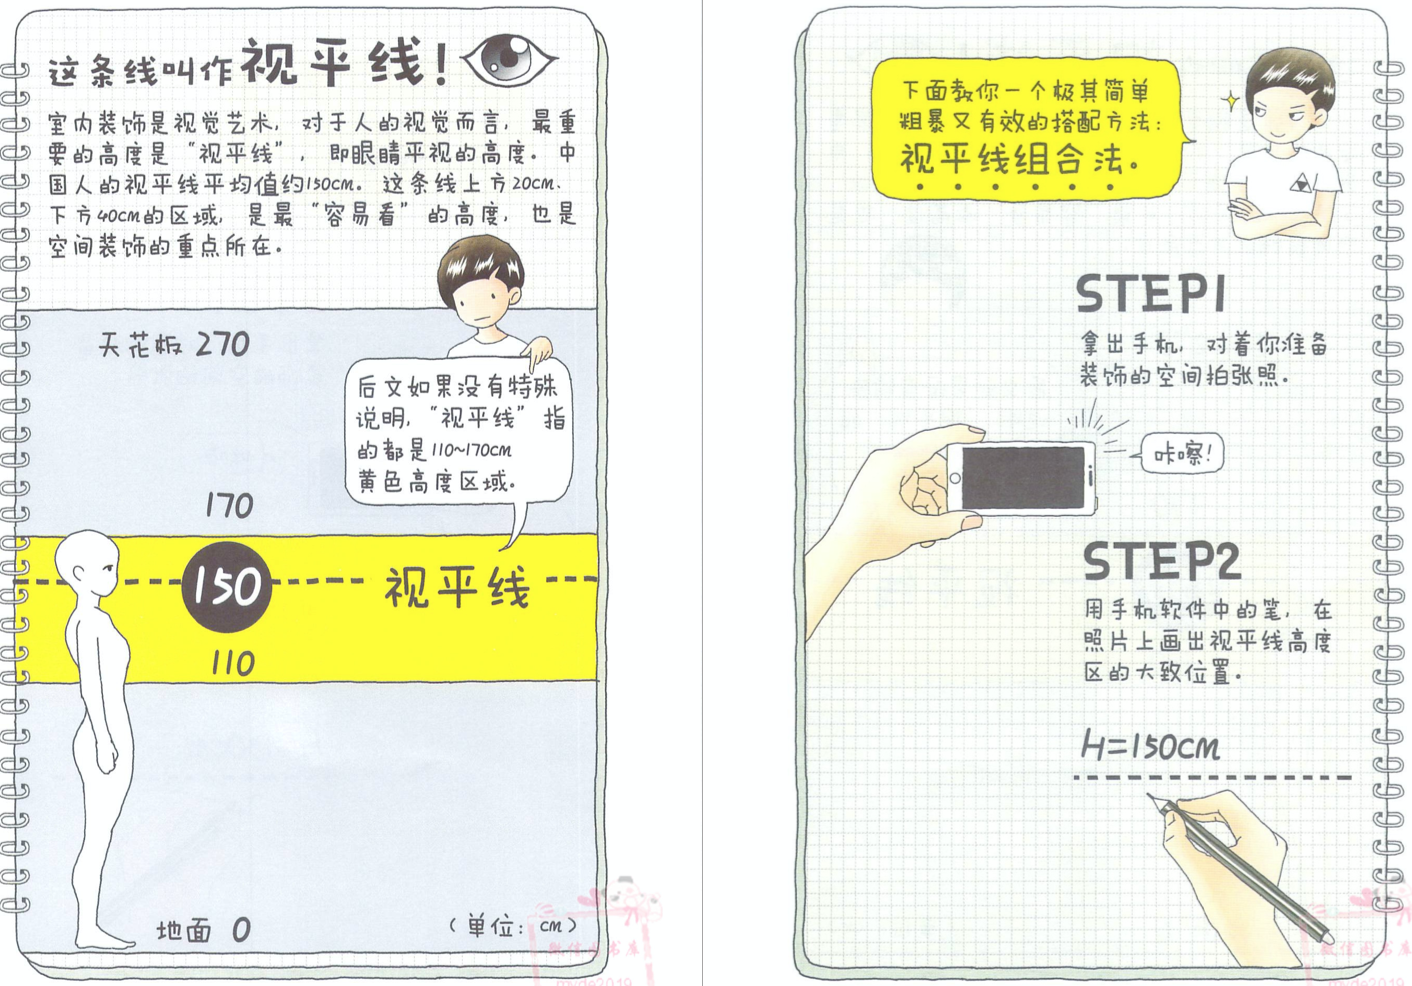 这条线叫作视平线!
室内装饰是视觉艺术，对于人的视觉而言，最重
要的高度是“视平线”，即眼睛平视的高度。中
国人的视平线平均值约150cm。这条线上方20cm、
下方40cm的区域，是最“容易看”的高度，也是
空间装饰的重点所在。
天花板 270
后文如果没有特殊
说明，“视平线”指
的都是110~170cm
黄色高度区域。
170
150
视平线
110
地面 0
(单位: cm)
下面教你一个极其简单
粗暴又有效的搭配方法:
视平线组合法。
STEP1
拿出手机，对着你准备
装饰的空间拍张照。
咔嚓!
STEP2
用手机软件中的笔，在
照片上画出视平线高度
区的大致位置。
H=150CM